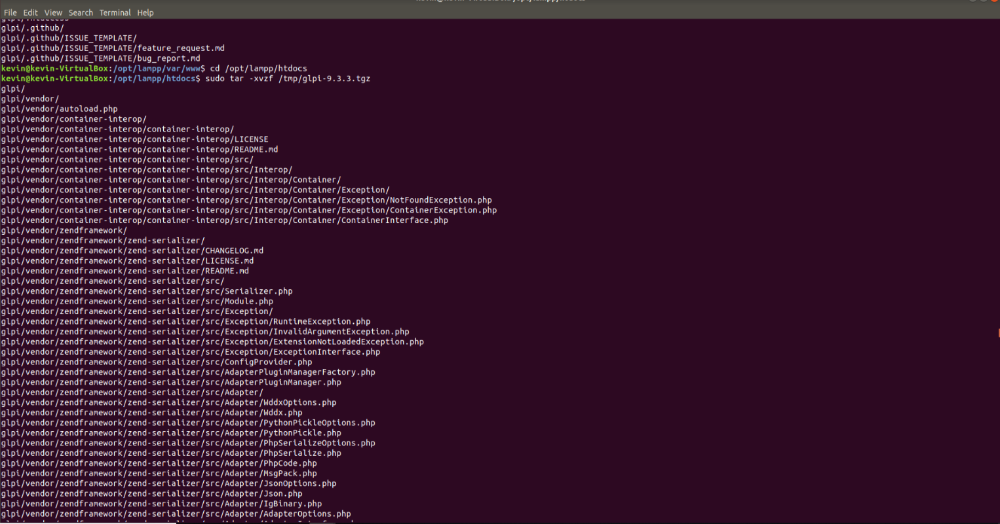 File Edit View Search Terminal Help
glpi/.htaccess
glpi/.github/
glpi/.github/ISSUE_TEMPLATE/
glpi/.github/ISSUE_TEMPLATE/feature_request.md
glpi/.github/ISSUE_TEMPLATE/bug_report.md
kevin@kevin-VirtualBox:/opt/lampp/var/www$ cd /opt/lampp/htdocs
kevin@kevin-VirtualBox:/opt/lampp/htdocs$ sudo tar -xvzf /tmp/glpi-9.3.3.tgz
glpi/
glpi/vendor/
glpi/vendor/autoload.php
glpi/vendor/container-interop/
glpi/vendor/container-interop/container-interop/
glpi/vendor/container-interop/container-interop/LICENSE
glpi/vendor/container-interop/container-interop/README.md
glpi/vendor/container-interop/container-interop/src/
glpi/vendor/container-interop/container-interop/src/Interop/
glpi/vendor/container-interop/container-interop/src/Interop/Container/
glpi/vendor/container-interop/container-interop/src/Interop/Container/Exception/
glpi/vendor/container-interop/container-interop/src/Interop/Container/Exception/NotFoundException.php
glpi/vendor/container-interop/container-interop/src/Interop/Container/Exception/ContainerException.php
glpi/vendor/container-interop/container-interop/src/Interop/Container/ContainerInterface.php
glpi/vendor/zendframework/
glpi/vendor/zendframework/zend-serializer/
glpi/vendor/zendframework/zend-serializer/CHANGELOG.md
glpi/vendor/zendframework/zend-serializer/LICENSE.md
glpi/vendor/zendframework/zend-serializer/README.md
glpi/vendor/zendframework/zend-serializer/src/
glpi/vendor/zendframework/zend-serializer/src/Serializer.php
glpi/vendor/zendframework/zend-serializer/src/Module.php
glpi/vendor/zendframework/zend-serializer/src/Exception/
glpi/vendor/zendframework/zend-serializer/src/Exception/RuntimeException.php
glpi/vendor/zendframework/zend-serializer/src/Exception/InvalidArgumentException.php
glpi/vendor/zendframework/zend-serializer/src/Exception/ExtensionNotLoadedException.php
glpi/vendor/zendframework/zend-serializer/src/Exception/ExceptionInterface.php
glpi/vendor/zendframework/zend-serializer/src/ConfigProvider.php
glpi/vendor/zendframework/zend-serializer/src/AdapterPluginManagerFactory.php
glpi/vendor/zendframework/zend-serializer/src/AdapterPluginManager.php
glpi/vendor/zendframework/zend-serializer/src/Adapter/
glpi/vendor/zendframework/zend-serializer/src/Adapter/WddxOptions.php
glpi/vendor/zendframework/zend-serializer/src/Adapter/Wddx.php
glpi/vendor/zendframework/zend-serializer/src/Adapter/PythonPickleOptions.php
glpi/vendor/zendframework/zend-serializer/src/Adapter/PythonPickle.php
glpi/vendor/zendframework/zend-serializer/src/Adapter/PhpSerializeOptions.php
glpi/vendor/zendframework/zend-serializer/src/Adapter/PhpSerialize.php
glpi/vendor/zendframework/zend-serializer/src/Adapter/PhpCode.php
glpi/vendor/zendframework/zend-serializer/src/Adapter/MsgPack.php
glpi/vendor/zendframework/zend-serializer/src/Adapter/JsonOptions.php
glpi/vendor/zendframework/zend-serializer/src/Adapter/Json.php
glpi/vendor/zendframework/zend-serializer/src/Adapter/IgBinary.php
glpi/vendor/zendframework/zend-serializer/src/Adapter/AdapterOptions.php